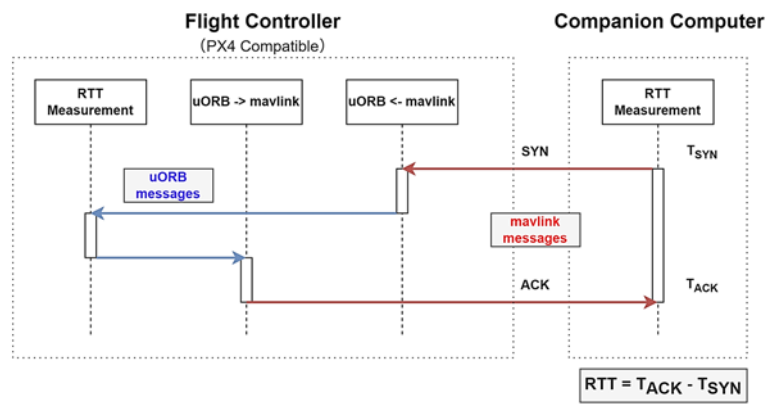 Flight Controller
(PX4 Compatible)
Companion Computer
RTT
Measurement
uORB -> mavlink
uORB <- mavlink
RTT
Measurement
SYN
TSYN
uORB
messages
mavlink
messages
ACK
TACK
RTT = TACK - TSYN